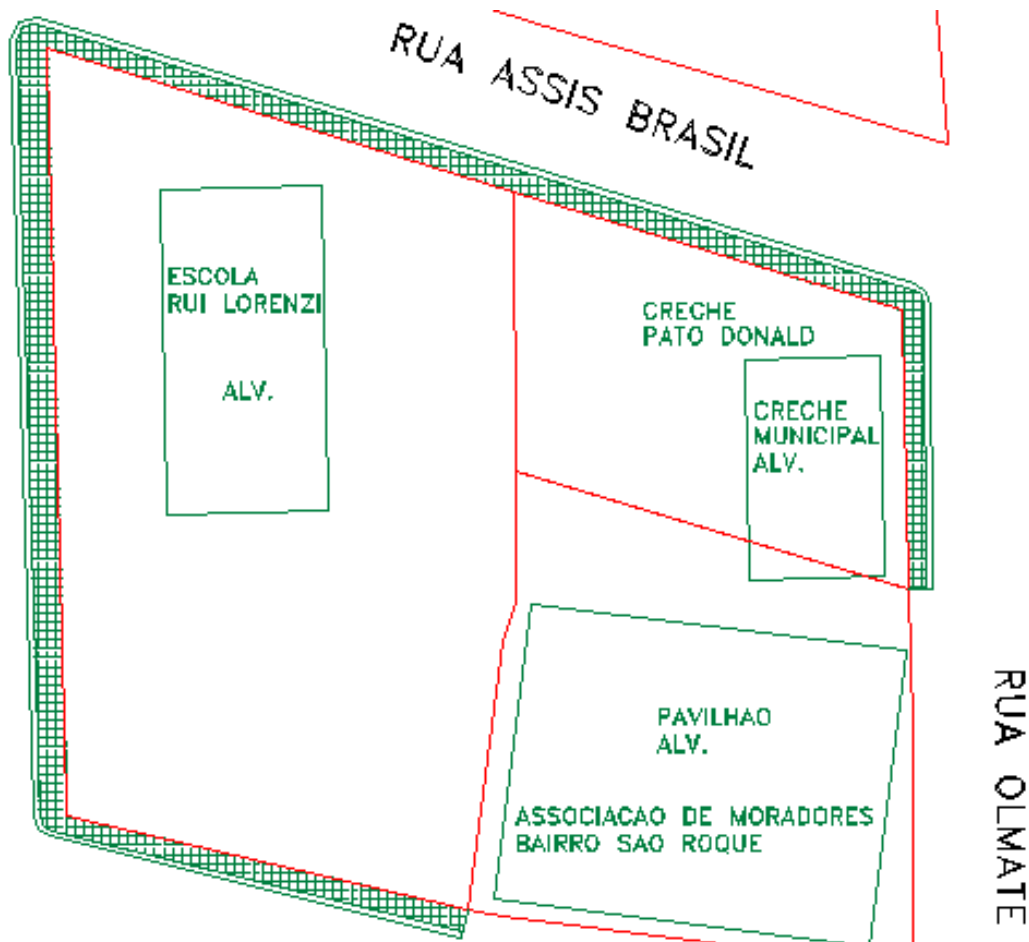 RUA ASSIS BRASIL
ESCOLA
RUI LORENZI
ALV.
CRECHE
PATO DONALD
CRECHE
MUNICIPAL
ALV.
PAVILHAO
ALV.
ASSOCIACAO DE MORADORES
BAIRRO SAO ROQUE
RUA OLMATE